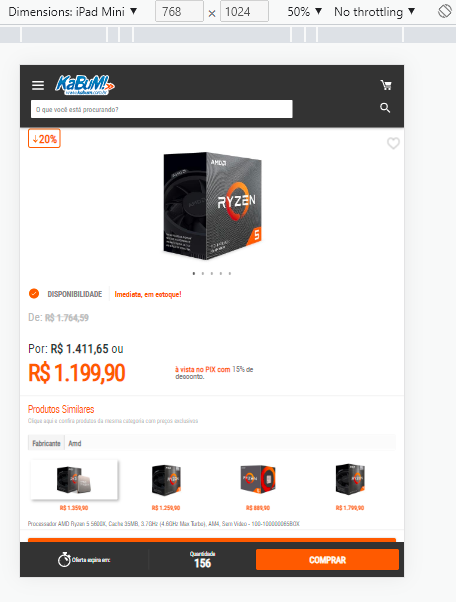 Dimensions: iPad Mini ▼ 768 × 1024 50% ▼ No throttling ▼
KaBuM!
www.kabum.com.br
O que você está procurando?
↓20%
AMD
RYZEN
5
DISPONIBILIDADE Imediata, em estoque!
De: R$ 1.764,59
Por: R$ 1.411,65 ou
R$ 1.199,90
à vista no PIX com 15% de
desconto.
Produtos Similares
Clique aqui e confira produtos da mesma categoria com preços exclusivos
Fabricante Amd
R$ 1.359,90 R$ 1.259,90 R$ 889,90 R$ 1.799,90
Processador AMD Ryzen 5 5600X, Cache 35MB, 3.7GHz (4.6GHz Max Turbo), AM4, Sem Vídeo - 100-100000065BOX
Oferta expira em:
Quantidade
156
COMPRAR